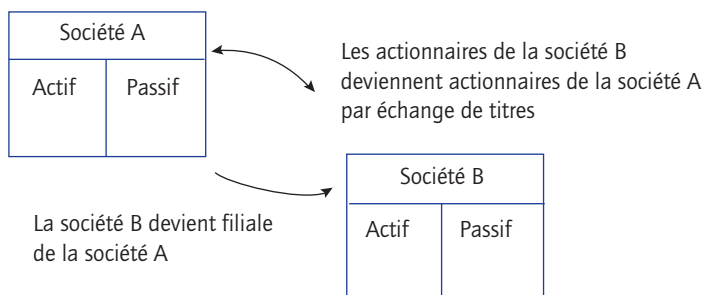 Société A
Actif Passif
Les actionnaires de la société B
deviennent actionnaires de la société A
par échange de titres
La société B devient filiale
de la société A
Société B
Actif Passif